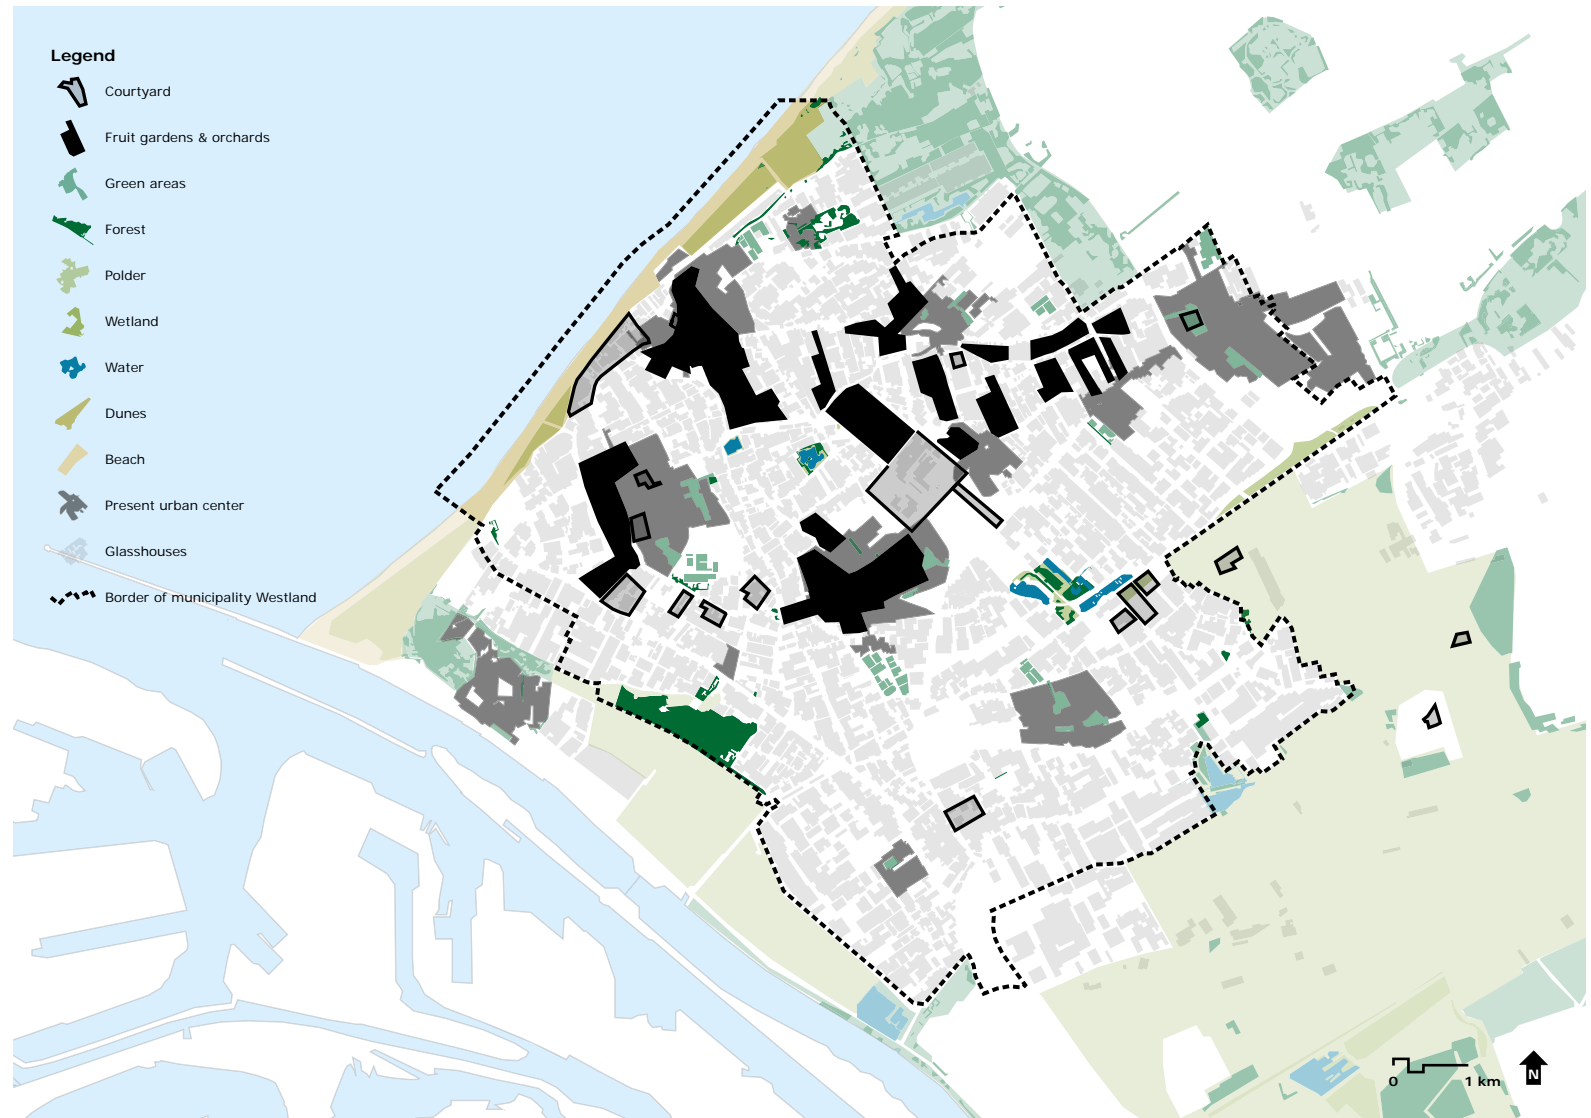 Legend
Courtyard
Fruit gardens & orchards
Green areas
Forest
Polder
Wetland
Water
Dunes
Beach
Present urban center
Glasshouses
Border of municipality Westland
0 1 km
N